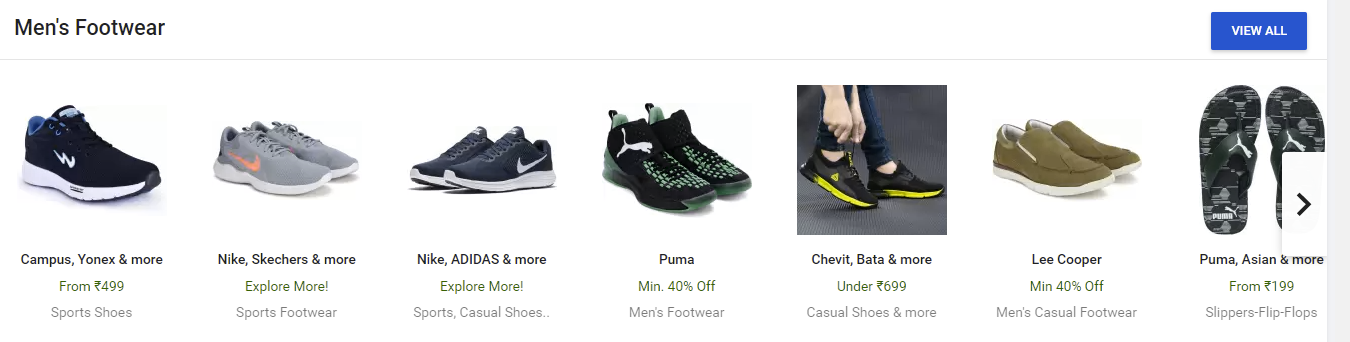 Men's Footwear
VIEW ALL
PUMA
Campus, Yonex & more
From ₹499
Sports Shoes
Nike, Skechers & more
Explore More!
Sports Footwear
Nike, ADIDAS & more
Explore More!
Sports, Casual Shoes..
Puma
Min. 40% Off
Men's Footwear
Chevit, Bata & more
Under ₹699
Casual Shoes & more
Lee Cooper
Min 40% Off
Men's Casual Footwear
Puma, Asian & more
From ₹199
Slippers-Flip-Flops